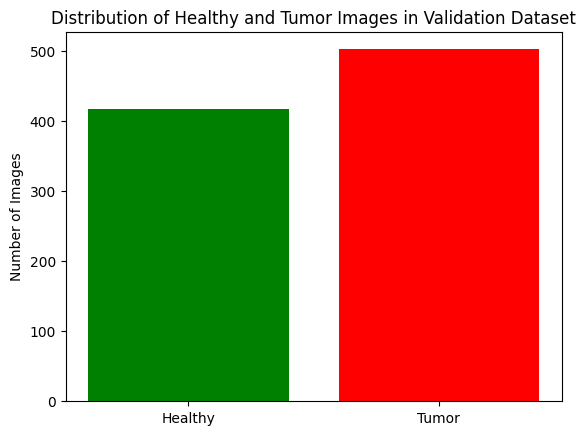 Distribution of Healthy and Tumor Images in Validation Dataset
Number of Images
500
400
300
200
100
0
Healthy
Tumor